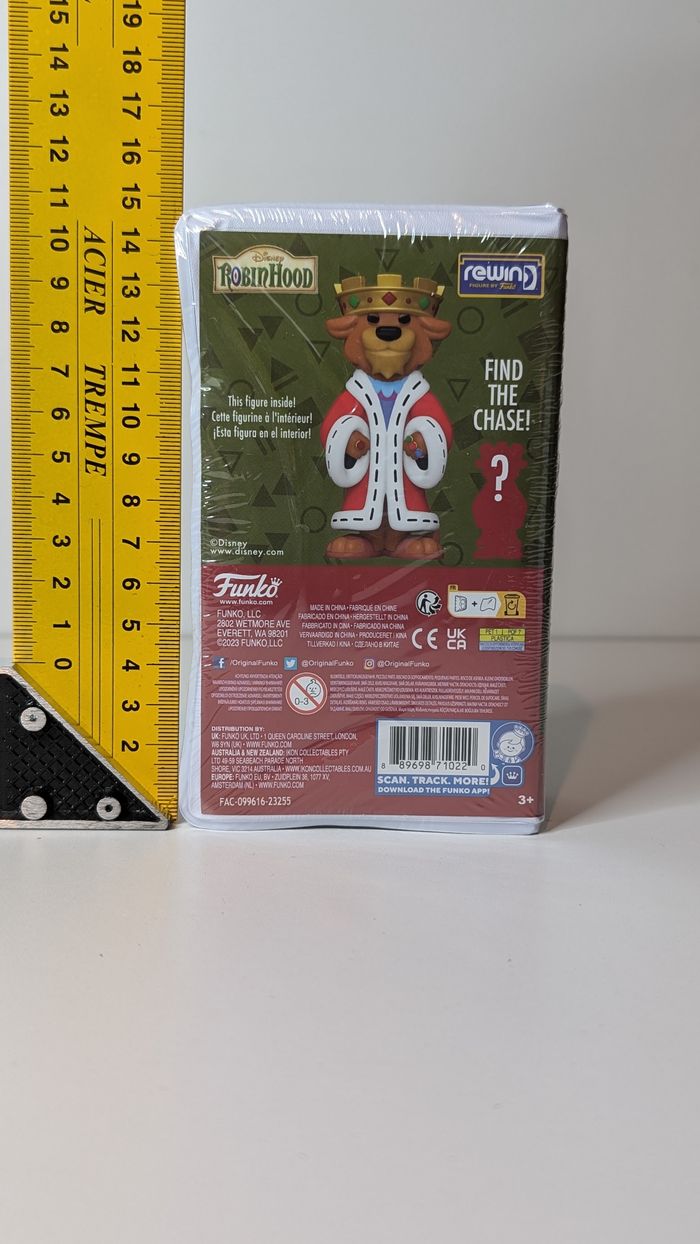 15
14
13
12
11
10
9
8
7
6
5
4
3
2
1
0
ACIER TREMPE
19
18
17
16
15
14
13
12
11
10
9
8
7
6
5
4
3
2
Disney
ROBINHOOD
rewind
FIGURE BY Funko
This figure inside!
Cette figurine à l'intérieur!
¡Esta figura en el interior!
FIND
THE
CHASE!
?
©Disney
www.disney.com
Funko
www.funko.com
FUNKO, LLC
2802 WETMORE AVE
EVERETT, WA 98201
©2023 FUNKO,LLC
MADE IN CHINA • FABRIQUÉ EN CHINE
FABRICADO EN CHINA • HERGESTELLT IN CHINA
FABBRICATO IN CINA • FABRICADO NA CHINA
VERVAARDIGD IN CHINA • PRODUCERET I KINA
TILLVERKAD I KINA • СДЕЛАНО В КИТАЕ
FR
+
CE UK
CA
/OriginalFunko @OriginalFunko @OriginalFunko
0-3
DISTRIBUTION BY:
UK: FUNKO UK, LTD • 1 QUEEN CAROLINE STREET, LONDON,
W6 9YN (UK) • WWW.FUNKO.COM
AUSTRALIA & NEW ZEALAND: IKON COLLECTABLES PTY
LTD 49-59 SEABEACH PARADE NORTH
SHORE, VIC 3214 AUSTRALIA • WWW.IKONCOLLECTABLES.COM.AU
EUROPE: FUNKO EU, BV • ZUIDPLEIN 36, 1077 XV,
AMSTERDAM (NL) • WWW.FUNKO.COM
FAC-099616-23255
8 89698 71022 0
SCAN. TRACK. MORE!
DOWNLOAD THE FUNKO APP!
3+